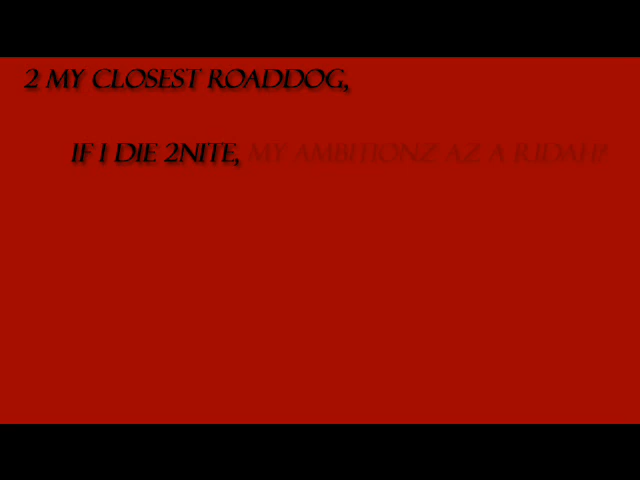 2 MY CLOSEST ROADDOG,
IF I DIE 2NITE, MY AMBITIONZ AZ A RIDAH?